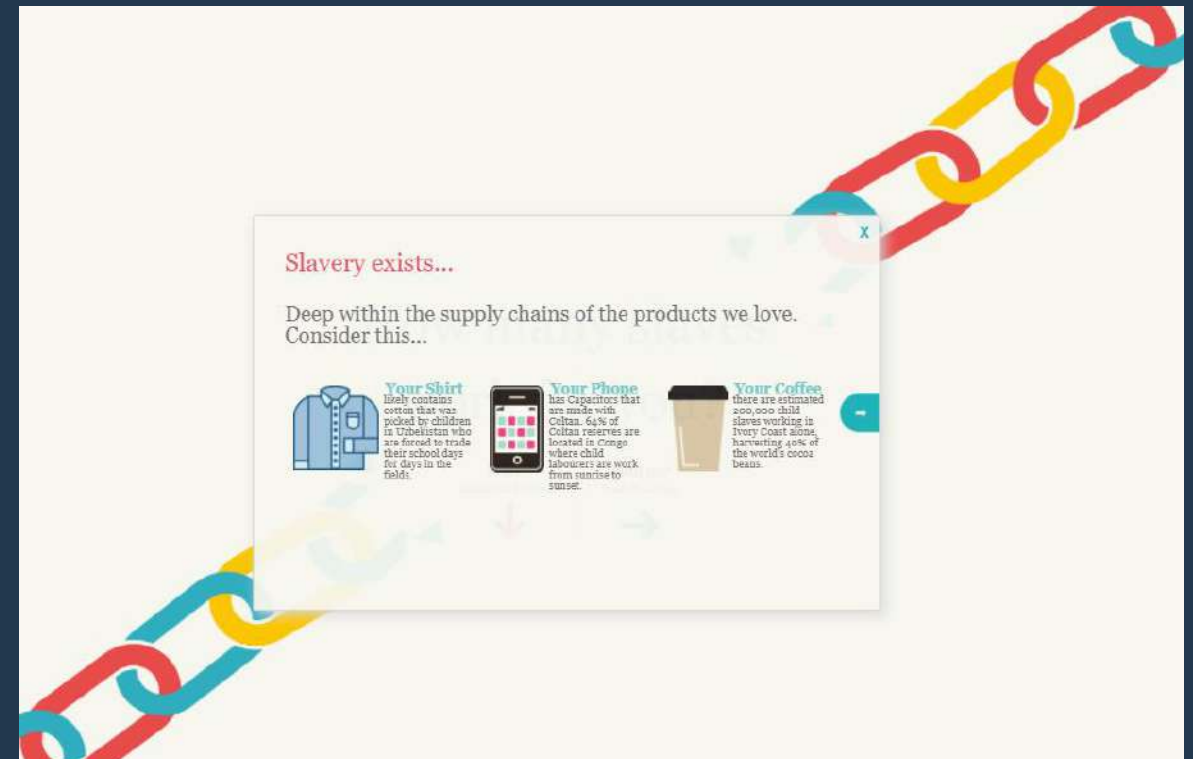 X
Slavery exists...
Deep within the supply chains of the products we love.
Consider this...
Your Shirt
likely contains
cotton that was
picked by children
in Uzbekistan who
are forced to trade
their school days
for days in the
fields.
Your Phone
has Capacitors that
are made with
Coltan. 64% of
Coltan reserves are
located in Congo
where child
labourers are work
from sunrise to
sunset.
Your Coffee
there are estimated
200,000 child
slaves working in
Ivory Coast alone,
harvesting 40% of
the world's cocoa
beans.